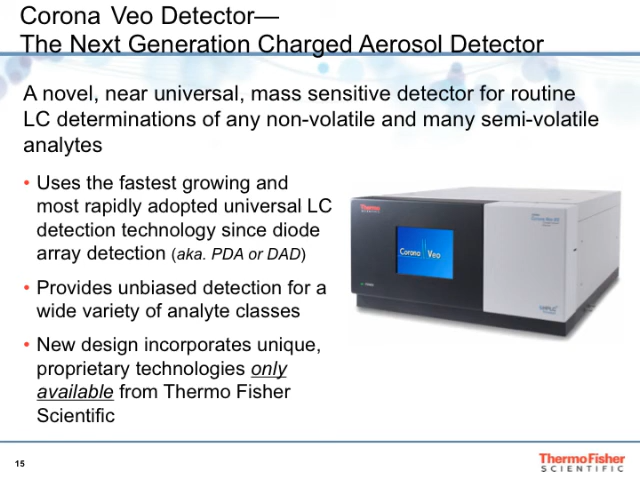 Corona Veo Detector—
The Next Generation Charged Aerosol Detector
A novel, near universal, mass sensitive detector for routine
LC determinations of any non-volatile and many semi-volatile
analytes
• Uses the fastest growing and
most rapidly adopted universal LC
detection technology since diode
array detection (aka. PDA or DAD)
• Provides unbiased detection for a
wide variety of analyte classes
• New design incorporates unique,
proprietary technologies only
available from Thermo Fisher
Scientific
Thermo
SCIENTIFIC
Corona Veo
15
ThermoFisher
SCIENTIFIC